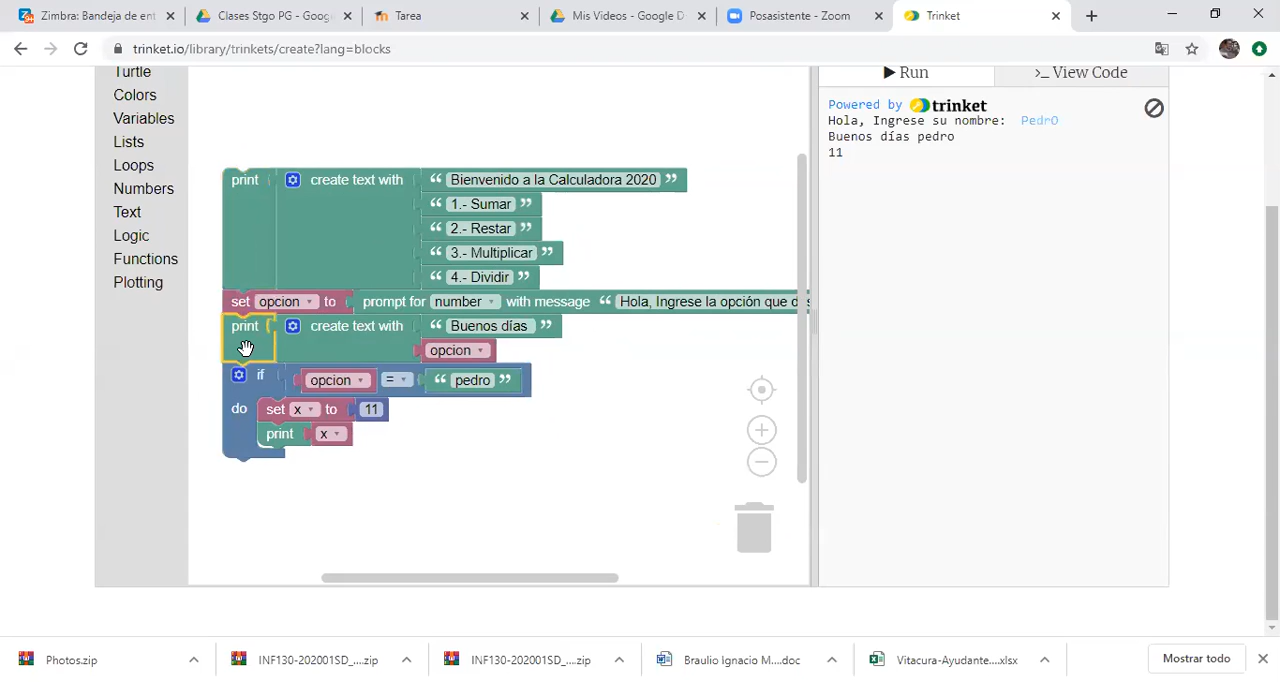 Zimbra: Bandeja de ent
Clases Stgo PG - Goog
Tarea
Mis Videos - Google D
Posasistente - Zoom
Trinket
trinket.io/library/trinkets/create?lang=blocks
Turtle
Colors
Variables
Lists
Loops
Numbers
Text
Logic
Functions
Plotting
print create text with “ Bienvenido a la Calculadora 2020 ”
“ 1.- Sumar ”
“ 2.- Restar ”
“ 3.- Multiplicar ”
“ 4.- Dividir ”
set opcion to prompt for number with message “ Hola, Ingrese la opción que des
print create text with “ Buenos días ”
opcion
if opcion = “ pedro ”
do set x to 11
print x
Run
>_ View Code
Powered by trinket
Hola, Ingrese su nombre: PedrO
Buenos días pedro
11
Photos.zip
INF130-202001SD_....zip
INF130-202001SD_....zip
Braulio Ignacio M....doc
Vitacura-Ayudante....xlsx
Mostrar todo